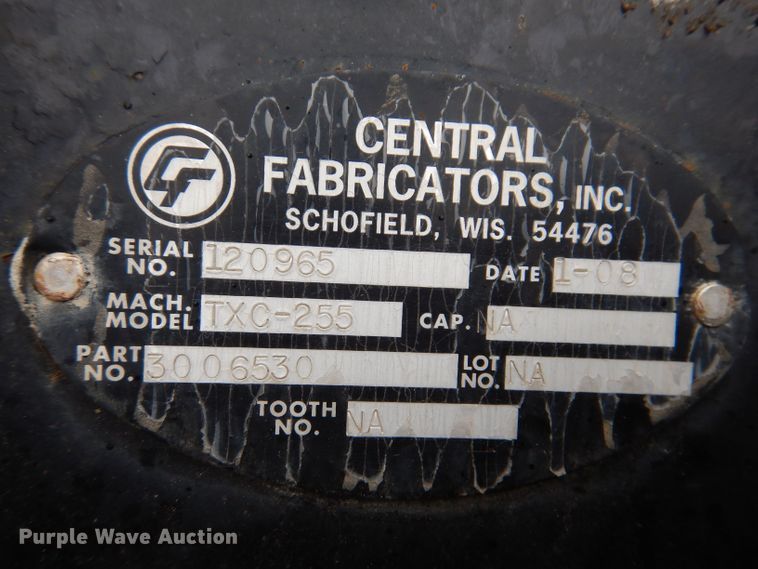 CENTRAL
FABRICATORS, INC.
SCHOFIELD, WIS. 54476
SERIAL NO. 120965 DATE 1-08
MACH. MODEL TXC-255 CAP. NA
PART NO. 3006530 LOT NO. NA
TOOTH NO. NA
Purple Wave Auction